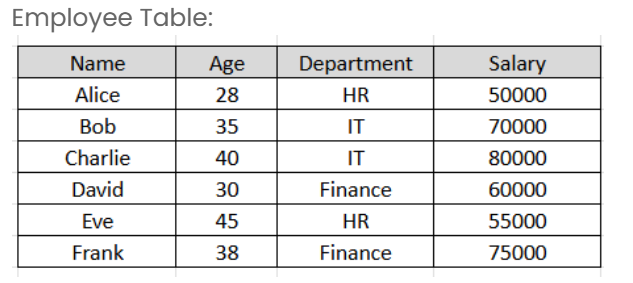 Employee Table:
Name Age Department Salary
Alice 28 HR 50000
Bob 35 IT 70000
Charlie 40 IT 80000
David 30 Finance 60000
Eve 45 HR 55000
Frank 38 Finance 75000